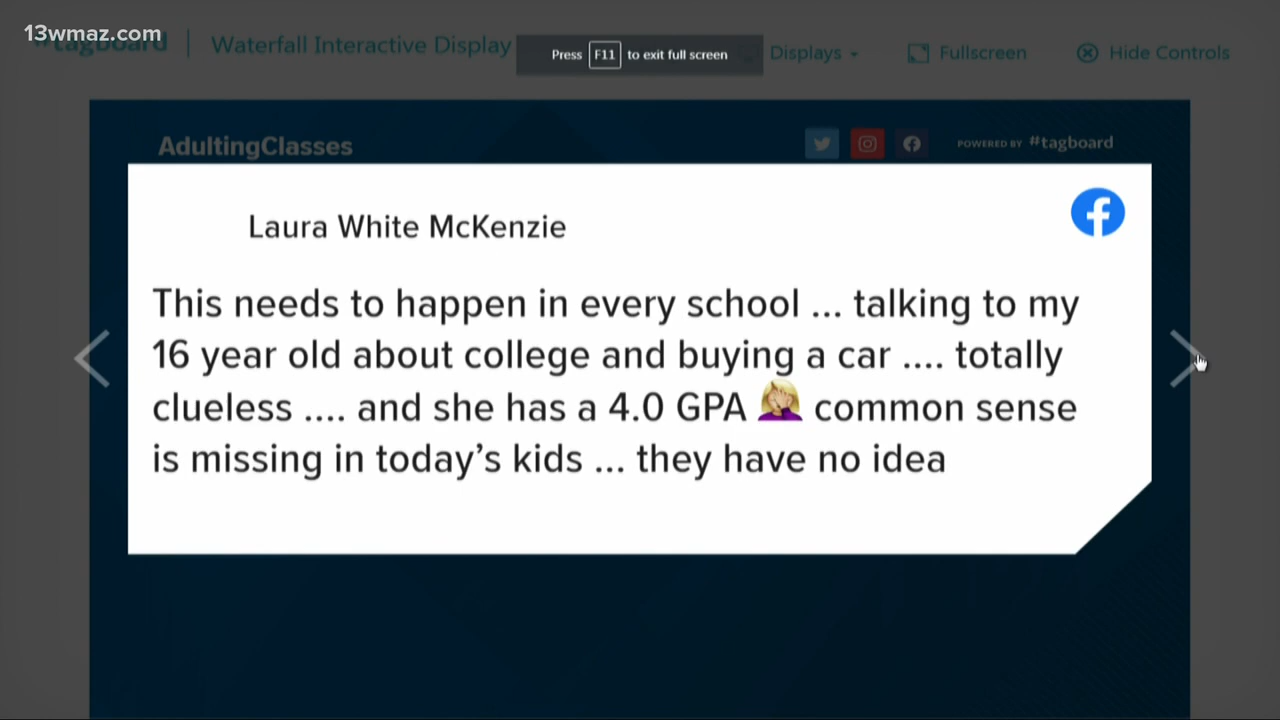 13wmaz.com
#tagboard | Waterfall Interactive Display
Press F11 to exit full screen
Displays
Fullscreen
Hide Controls
AdultingClasses
POWERED BY #tagboard
Laura White McKenzie
This needs to happen in every school ... talking to my
16 year old about college and buying a car .... totally
clueless .... and she has a 4.0 GPA 🤦🏼‍♀️ common sense
is missing in today’s kids ... they have no idea